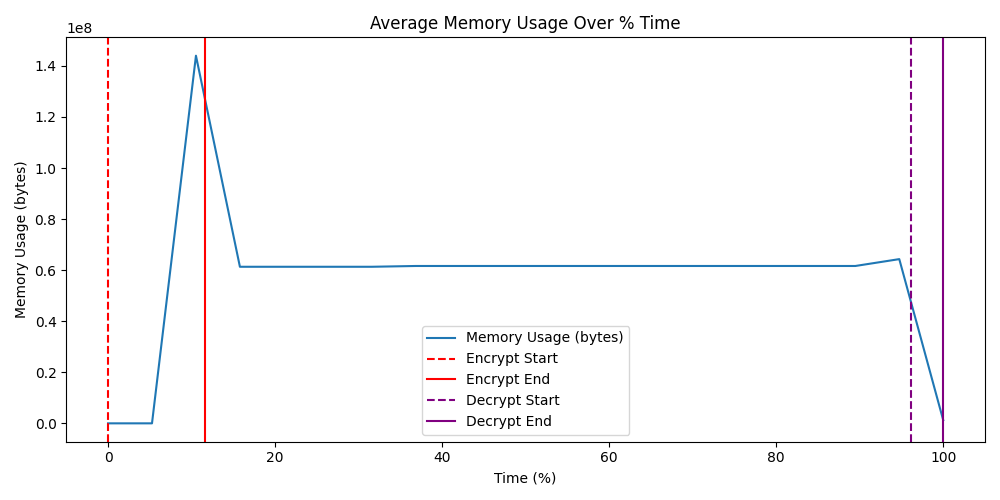 Average Memory Usage Over % Time
1e8
1.4
1.2
1.0
0.8
0.6
0.4
0.2
0.0
Memory Usage (bytes)
Memory Usage (bytes)
Encrypt Start
Encrypt End
Decrypt Start
Decrypt End
0 20 40 60 80 100
Time (%)